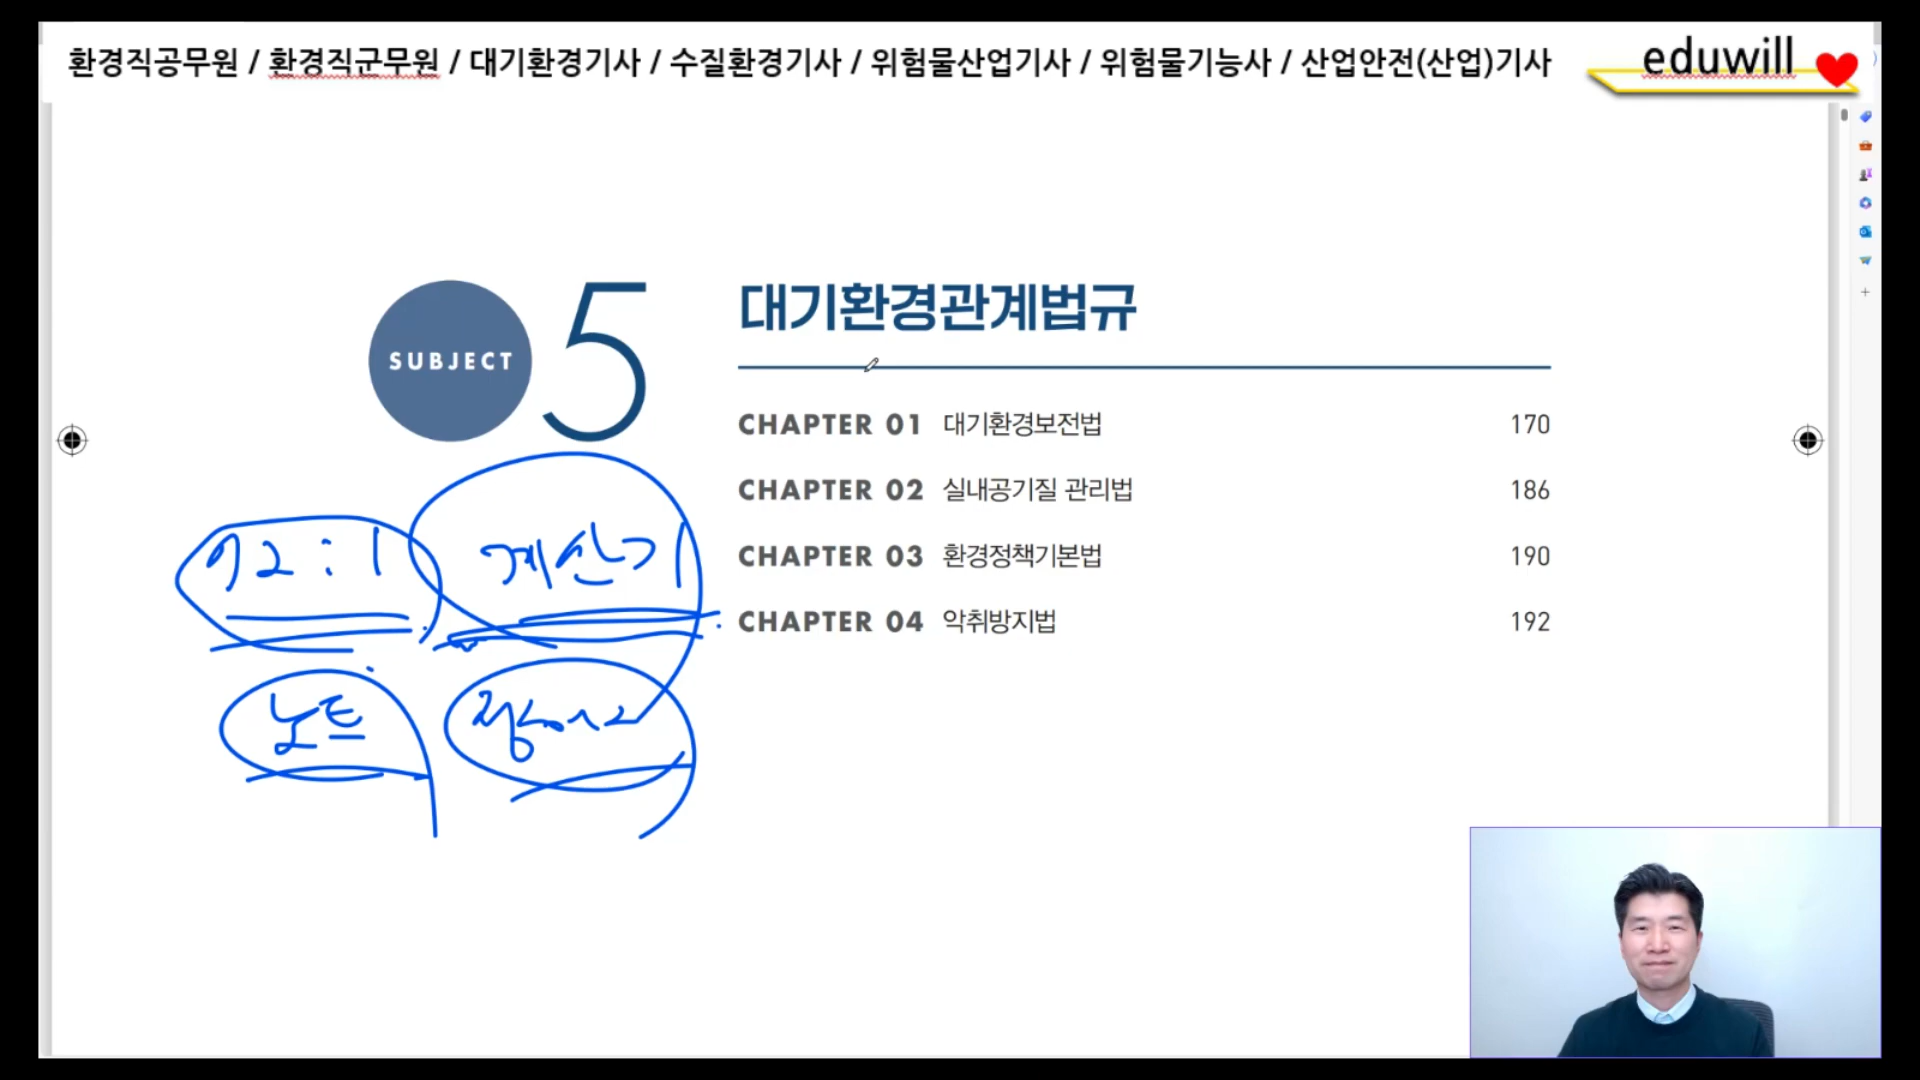 환경직공무원 / 환경직군무원 / 대기환경기사 / 수질환경기사 / 위험물산업기사 / 위험물기능사 / 산업안전(산업)기사
eduwill
SUBJECT 5
대기환경관계법규
CHAPTER 01 대기환경보전법 170
CHAPTER 02 실내공기질 관리법 186
CHAPTER 03 환경정책기본법 190
CHAPTER 04 악취방지법 192
계산기
노트